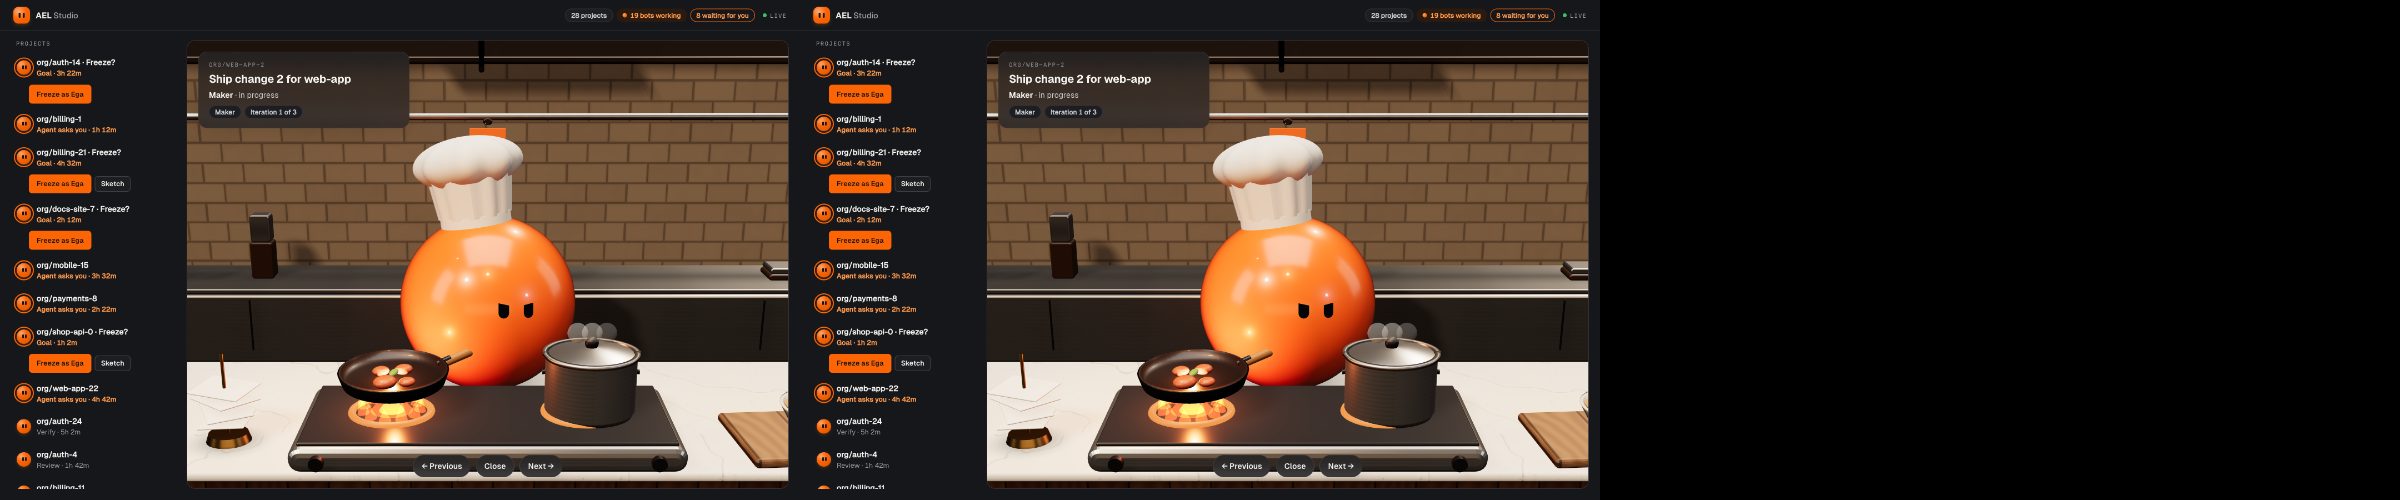 AEL Studio
28 projects
19 bots working
8 waiting for you
LIVE
PROJECTS
org/auth-14 · Freeze?
Goal · 3h 22m
Freeze as Ega
org/billing-1
Agent asks you · 1h 12m
org/billing-21 · Freeze?
Goal · 4h 32m
Freeze as Ega
Sketch
org/docs-site-7 · Freeze?
Goal · 2h 12m
Freeze as Ega
org/mobile-15
Agent asks you · 3h 32m
org/payments-8
Agent asks you · 2h 22m
org/shop-api-0 · Freeze?
Goal · 1h 2m
Freeze as Ega
Sketch
org/web-app-22
Agent asks you · 4h 42m
org/auth-24
Verify · 5h 2m
org/auth-4
Review · 1h 42m
org/billing-11
ORG/WEB-APP-2
Ship change 2 for web-app
Maker · in progress
Maker
Iteration 1 of 3
← Previous
Close
Next →
AEL Studio
28 projects
19 bots working
8 waiting for you
LIVE
PROJECTS
org/auth-14 · Freeze?
Goal · 3h 22m
Freeze as Ega
org/billing-1
Agent asks you · 1h 12m
org/billing-21 · Freeze?
Goal · 4h 32m
Freeze as Ega
Sketch
org/docs-site-7 · Freeze?
Goal · 2h 12m
Freeze as Ega
org/mobile-15
Agent asks you · 3h 32m
org/payments-8
Agent asks you · 2h 22m
org/shop-api-0 · Freeze?
Goal · 1h 2m
Freeze as Ega
Sketch
org/web-app-22
Agent asks you · 4h 42m
org/auth-24
Verify · 5h 2m
org/auth-4
Review · 1h 42m
org/billing-11
ORG/WEB-APP-2
Ship change 2 for web-app
Maker · in progress
Maker
Iteration 1 of 3
← Previous
Close
Next →